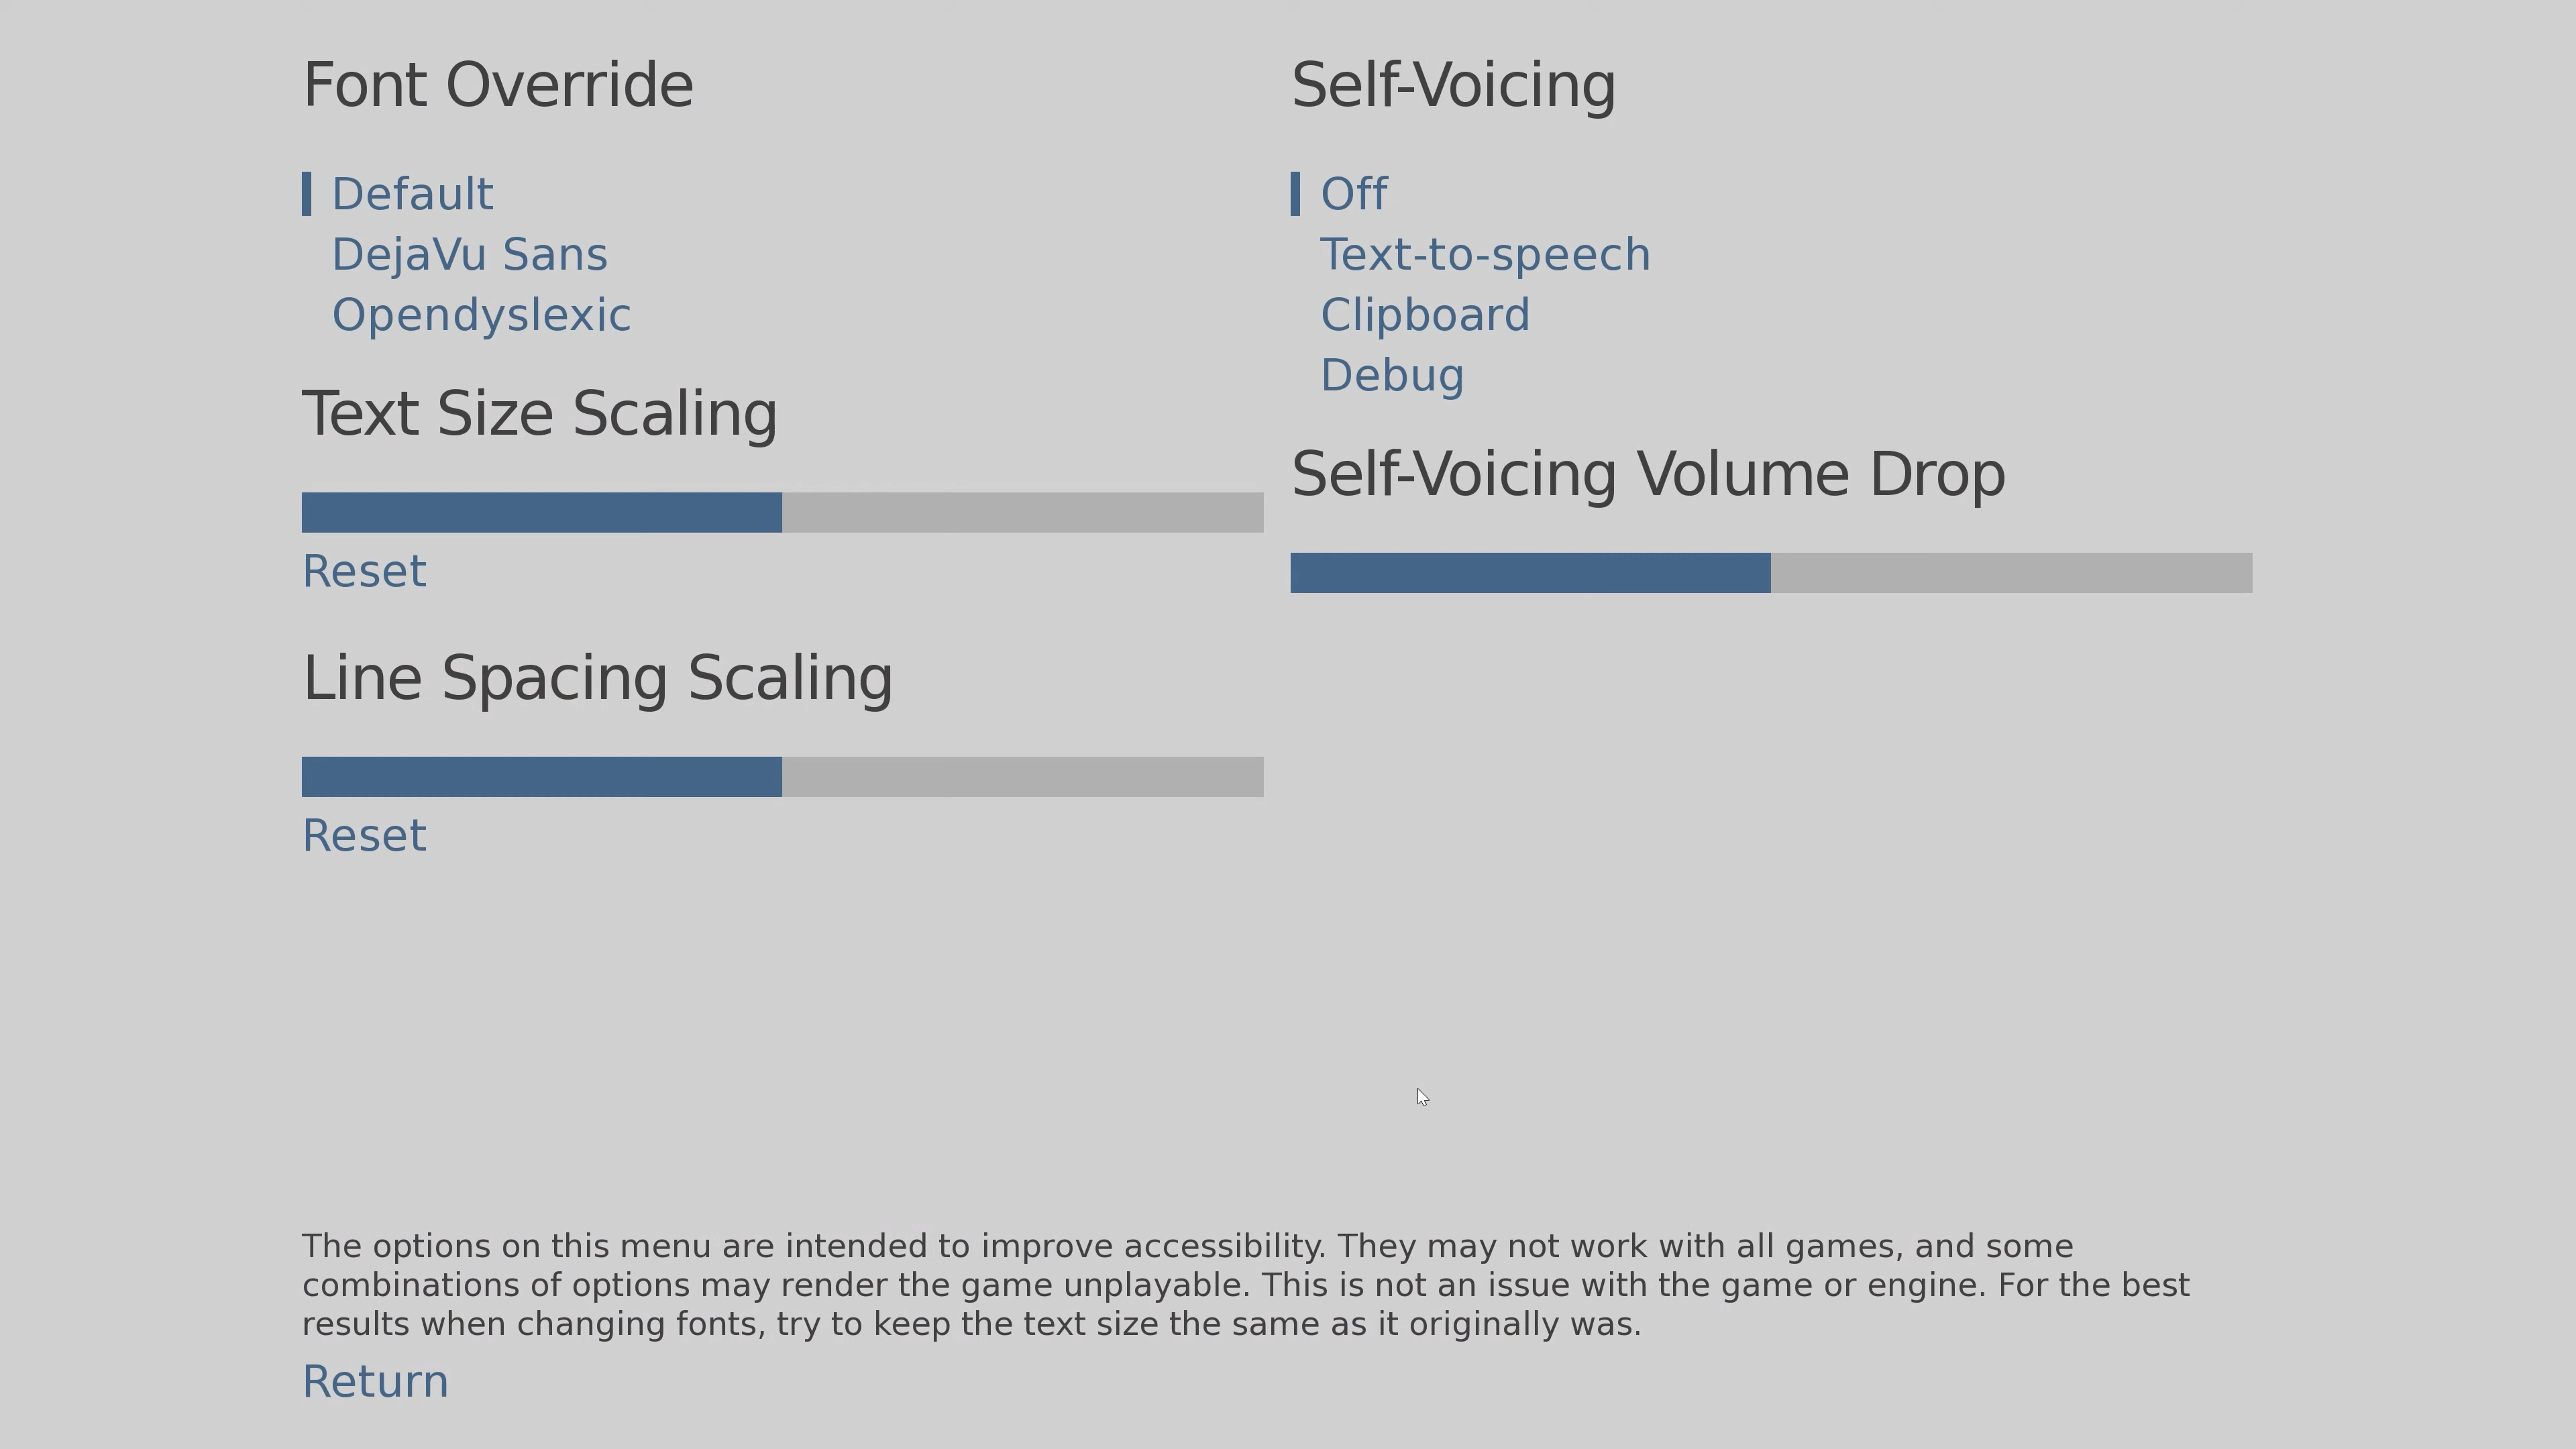 Font Override
Default
DejaVu Sans
Opendyslexic
Text Size Scaling
Reset
Line Spacing Scaling
Reset
Self-Voicing
Off
Text-to-speech
Clipboard
Debug
Self-Voicing Volume Drop
The options on this menu are intended to improve accessibility. They may not work with all games, and some
combinations of options may render the game unplayable. This is not an issue with the game or engine. For the best
results when changing fonts, try to keep the text size the same as it originally was.
Return